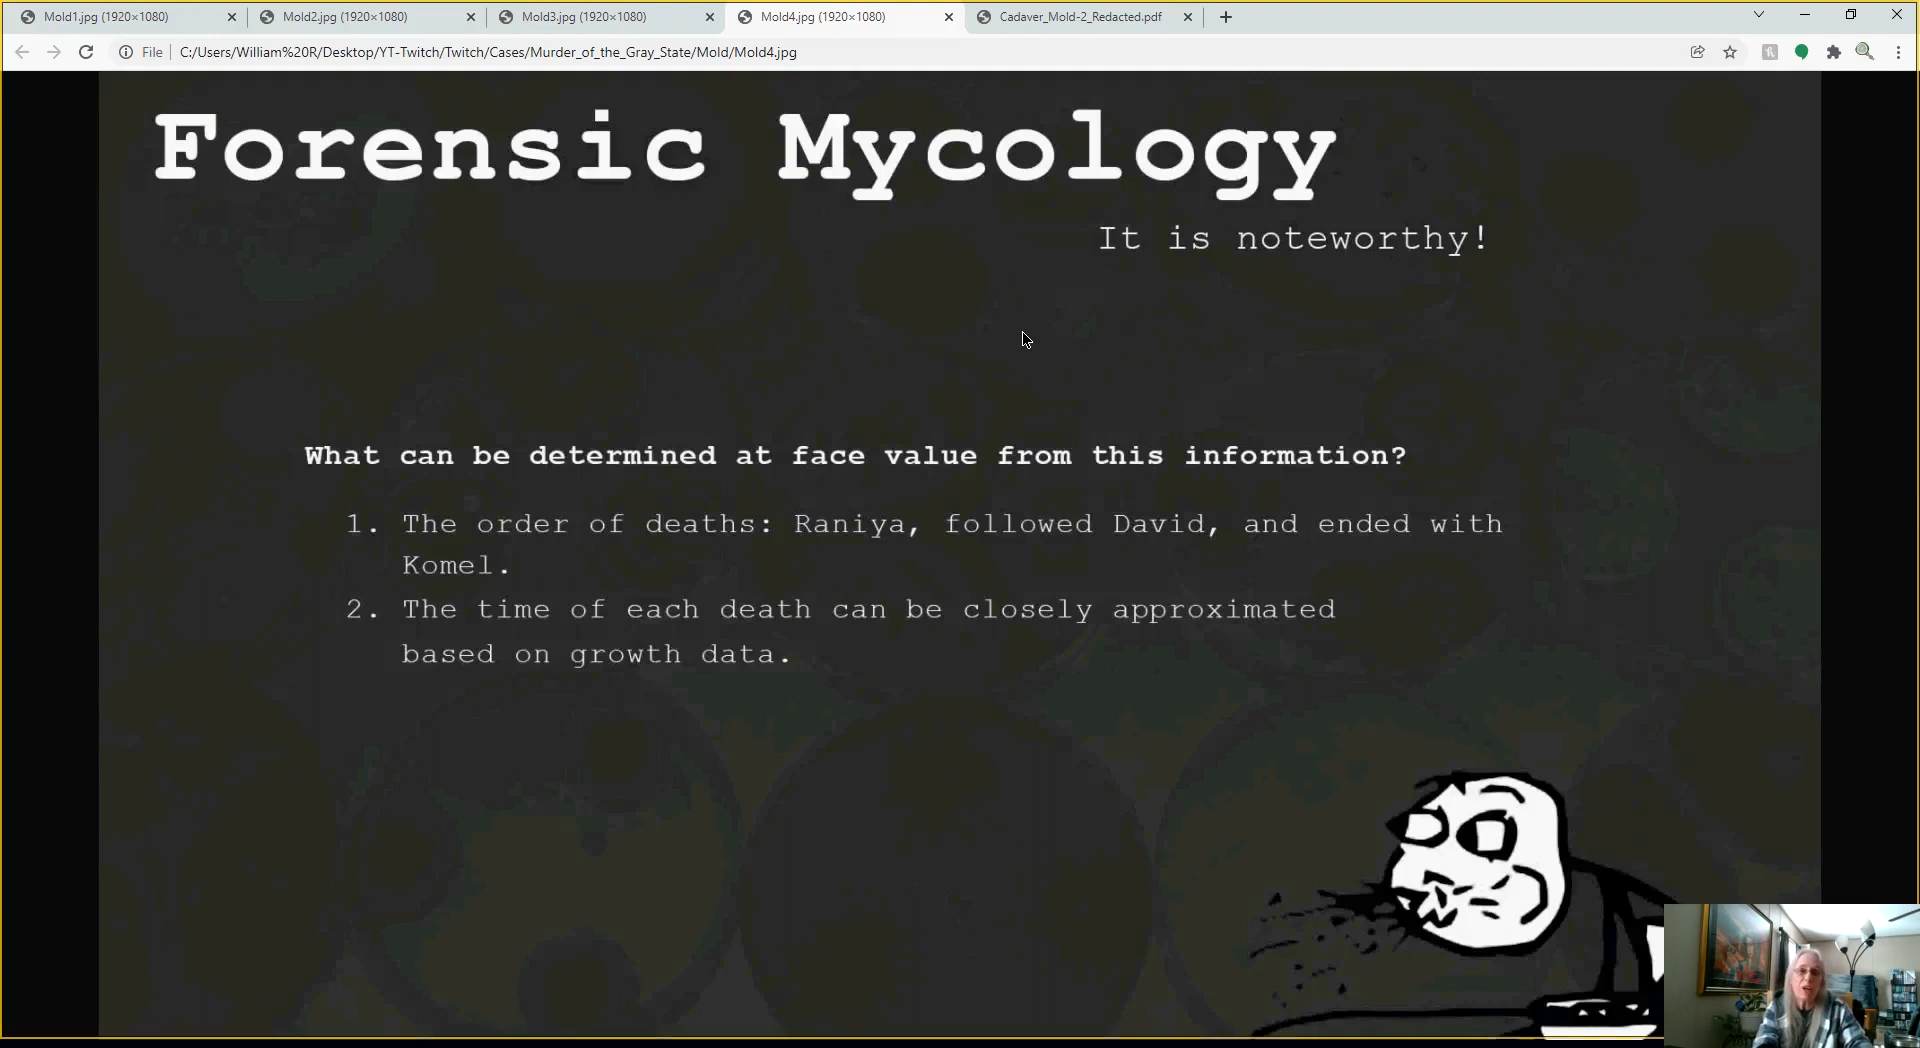 Mold1.jpg (1920×1080)
Mold2.jpg (1920×1080)
Mold3.jpg (1920×1080)
Mold4.jpg (1920×1080)
Cadaver_Mold-2_Redacted.pdf
File
C:/Users/William%20R/Desktop/YT-Twitch/Twitch/Cases/Murder_of_the_Gray_State/Mold/Mold4.jpg
Forensic Mycology
It is noteworthy!
What can be determined at face value from this information?
1. The order of deaths: Raniya, followed David, and ended with
Komel.
2. The time of each death can be closely approximated
based on growth data.